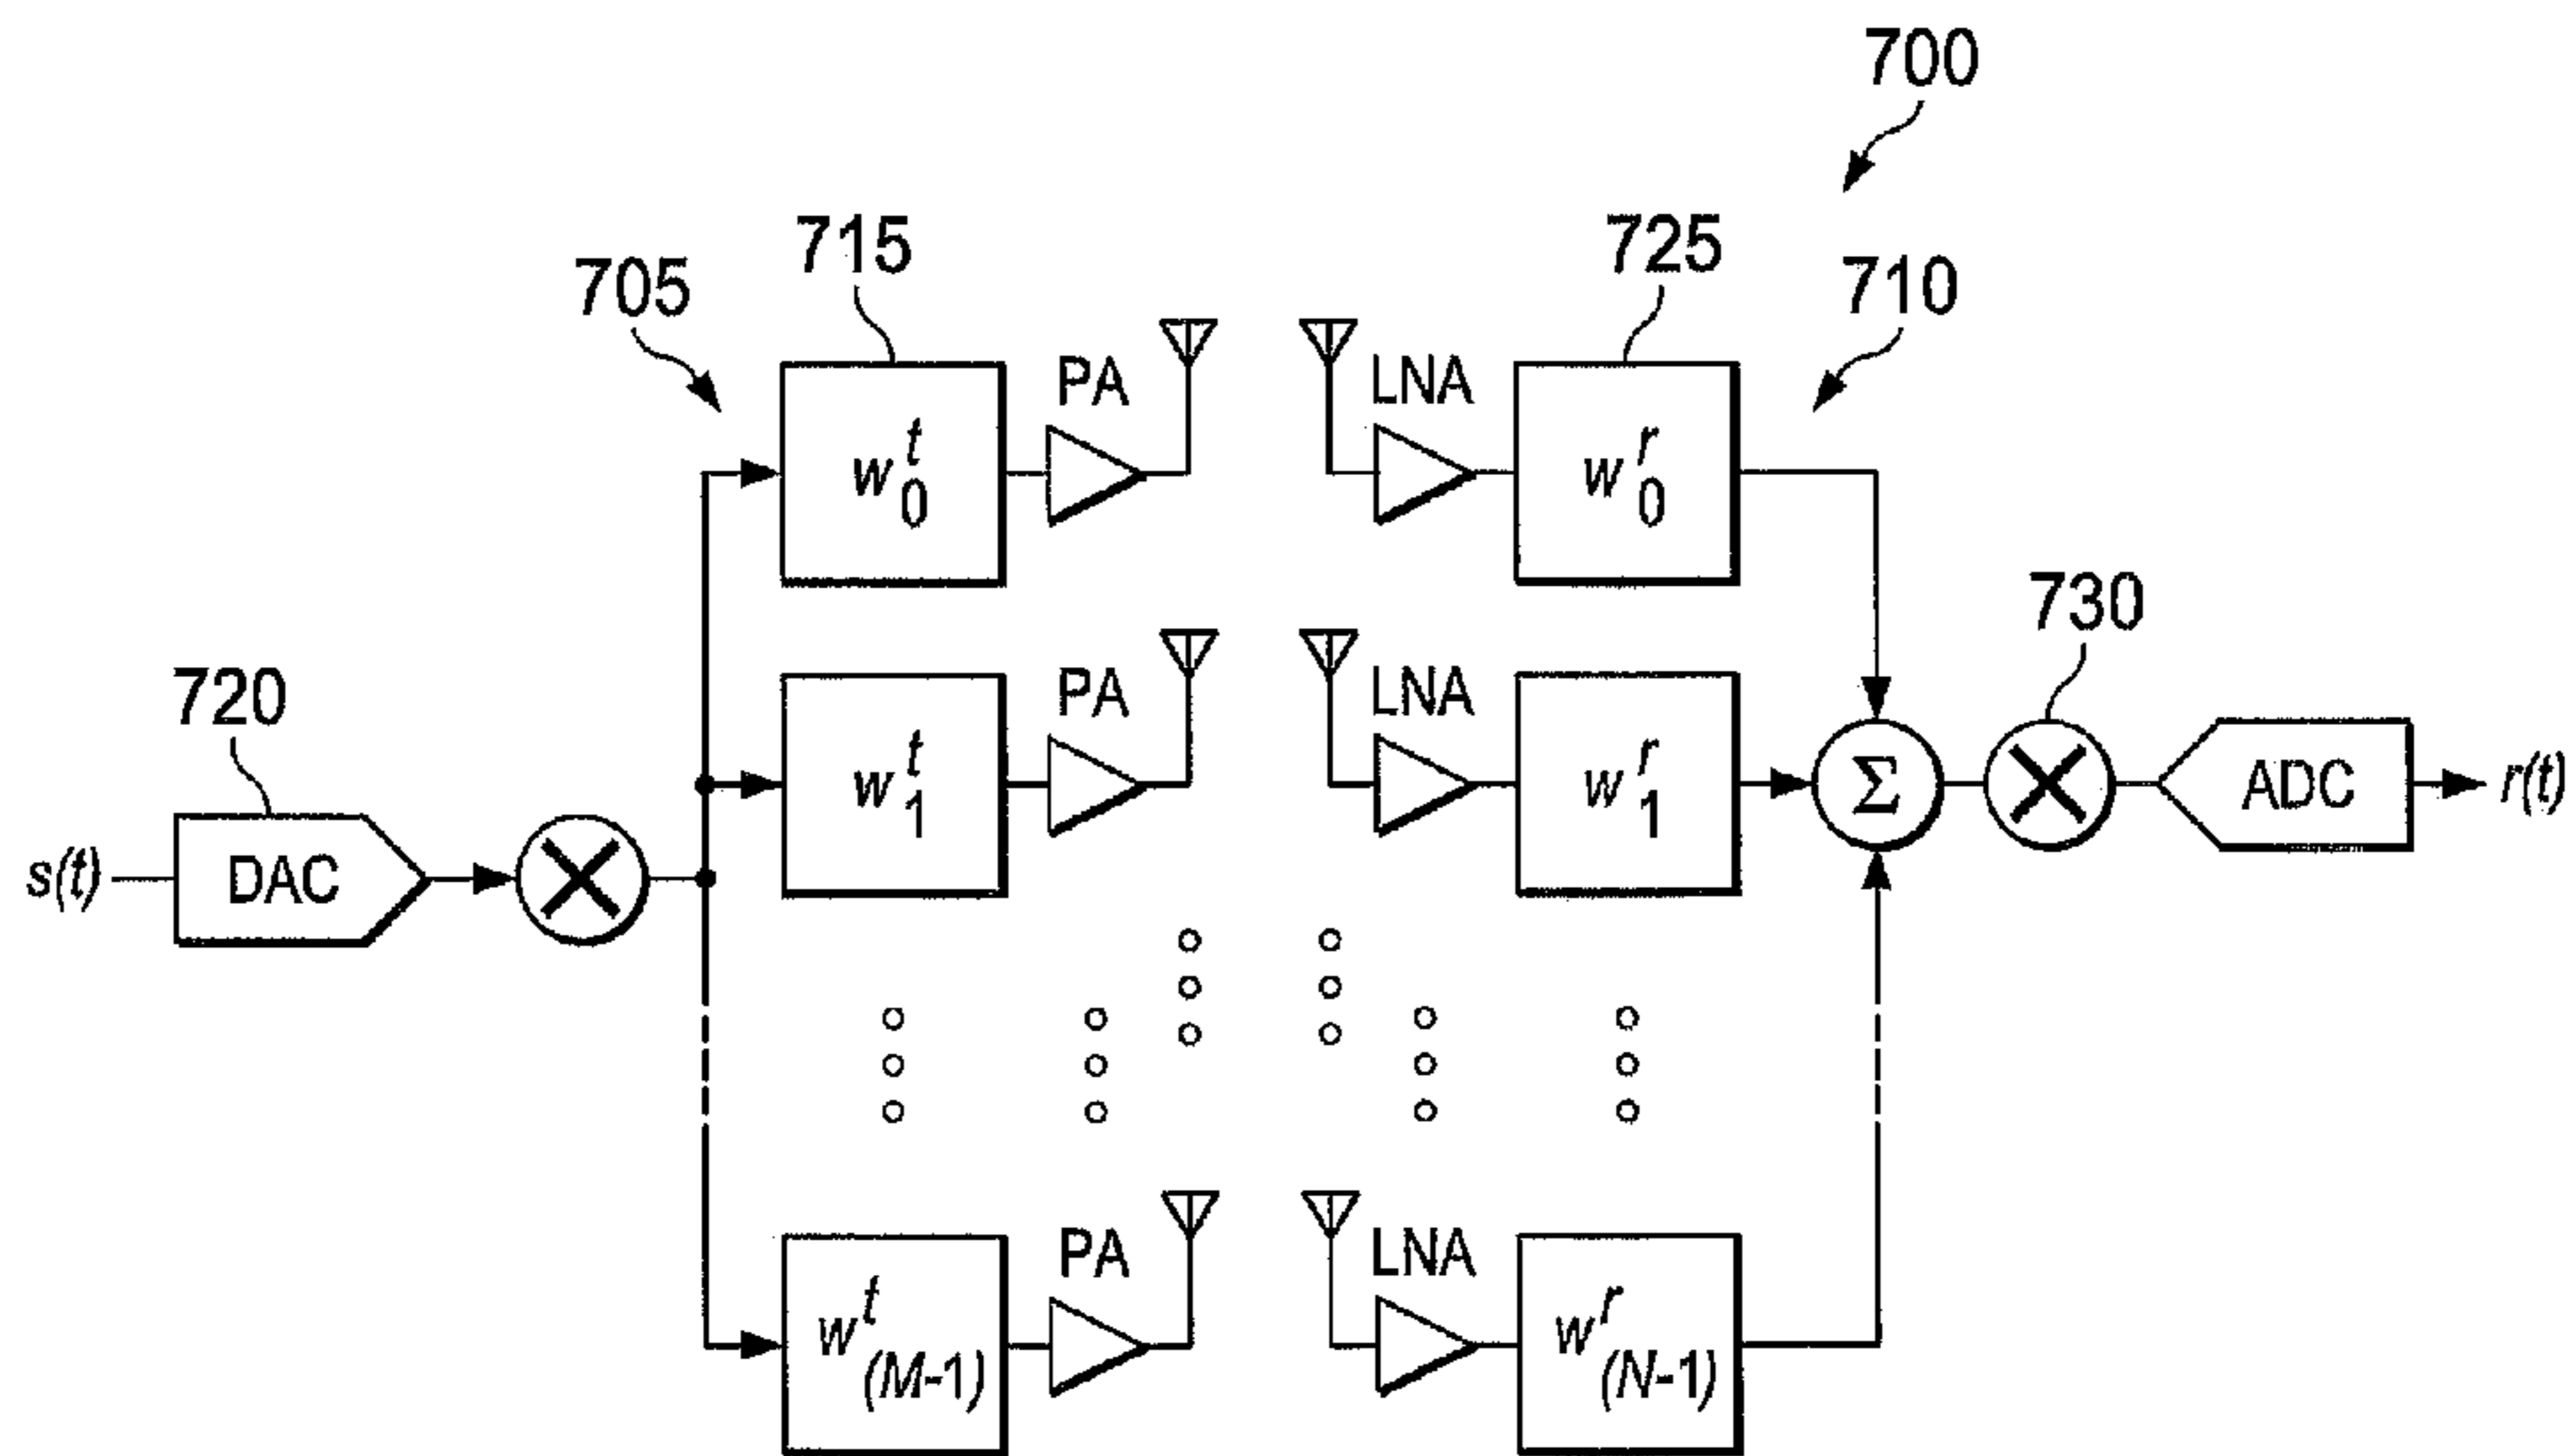 700
715
725
705
710
PA
LNA
w t 0
w r 0
730
720
PA
LNA
w t 1
w r 1
Σ
ADC
r(t)
s(t)
DAC
PA
LNA
w t (M-1)
w r (N-1)